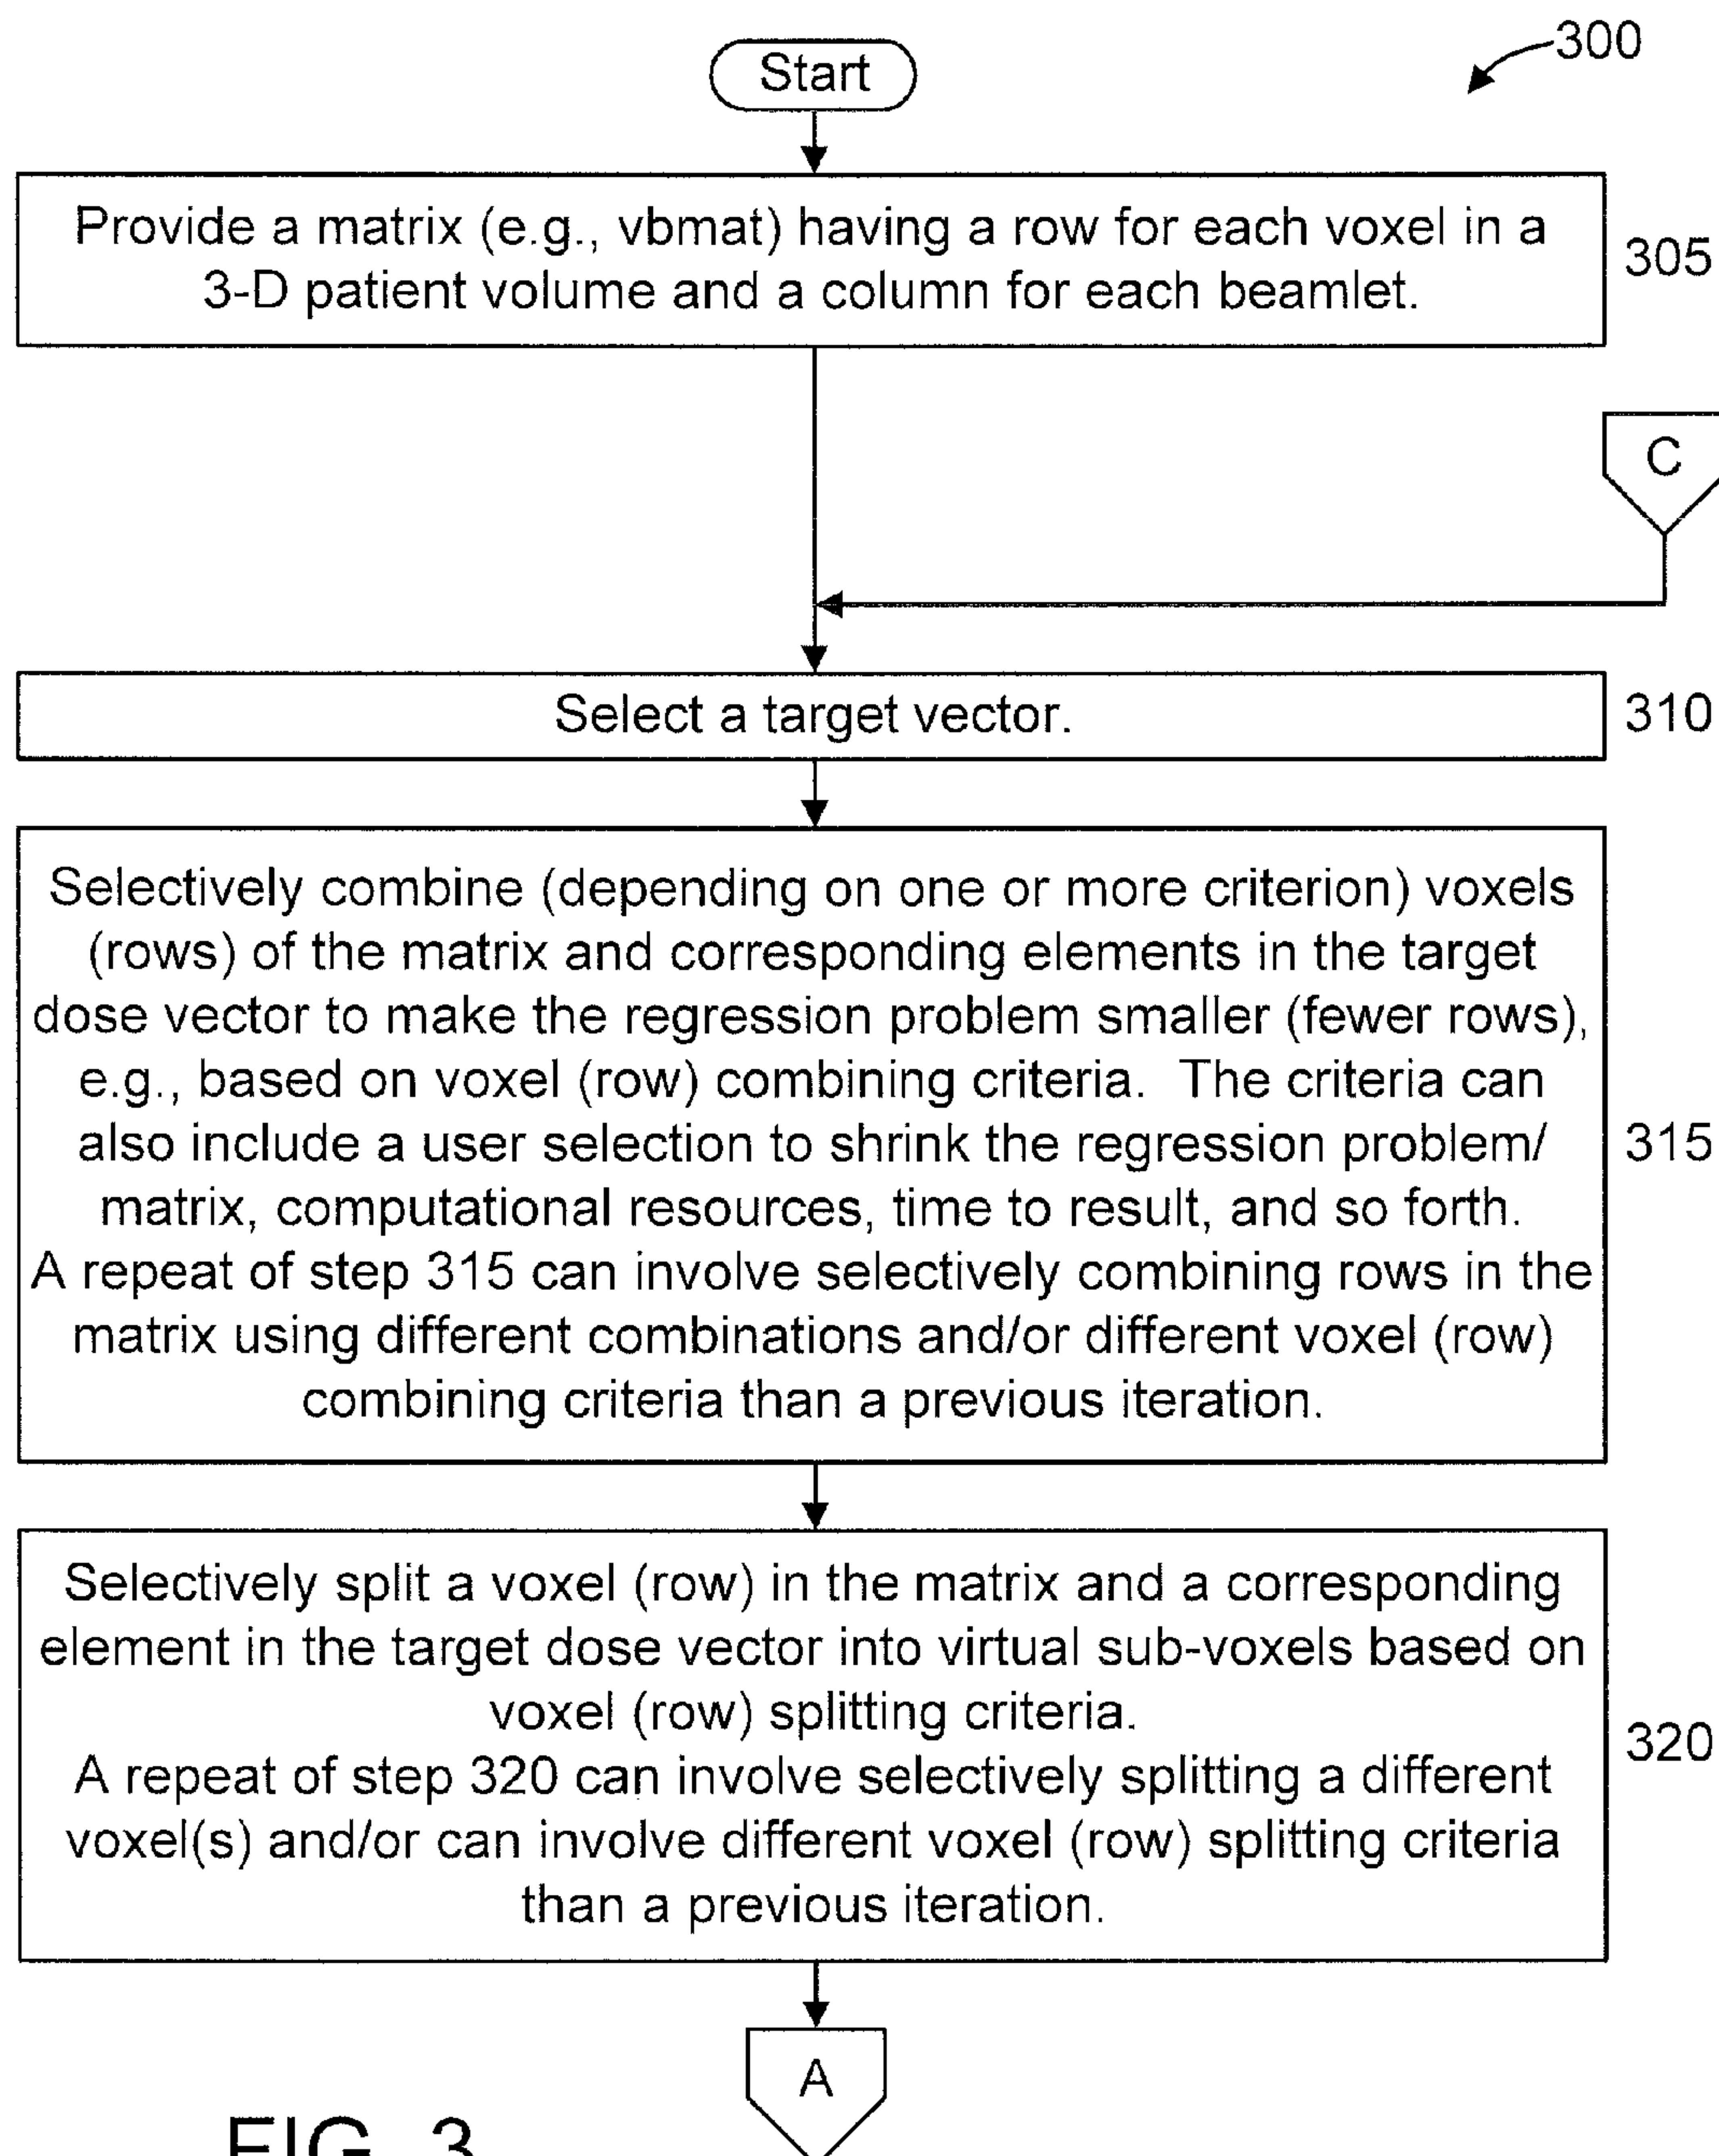 300
Start
Provide a matrix (e.g., vbmat) having a row for each voxel in a
3-D patient volume and a column for each beamlet.
305
C
Select a target vector.
310
Selectively combine (depending on one or more criterion) voxels
(rows) of the matrix and corresponding elements in the target
dose vector to make the regression problem smaller (fewer rows),
e.g., based on voxel (row) combining criteria. The criteria can
also include a user selection to shrink the regression problem/
matrix, computational resources, time to result, and so forth.
A repeat of step 315 can involve selectively combining rows in the
matrix using different combinations and/or different voxel (row)
combining criteria than a previous iteration.
315
Selectively split a voxel (row) in the matrix and a corresponding
element in the target dose vector into virtual sub-voxels based on
voxel (row) splitting criteria.
A repeat of step 320 can involve selectively splitting a different
voxel(s) and/or can involve different voxel (row) splitting criteria
than a previous iteration.
320
A
FIG. 3